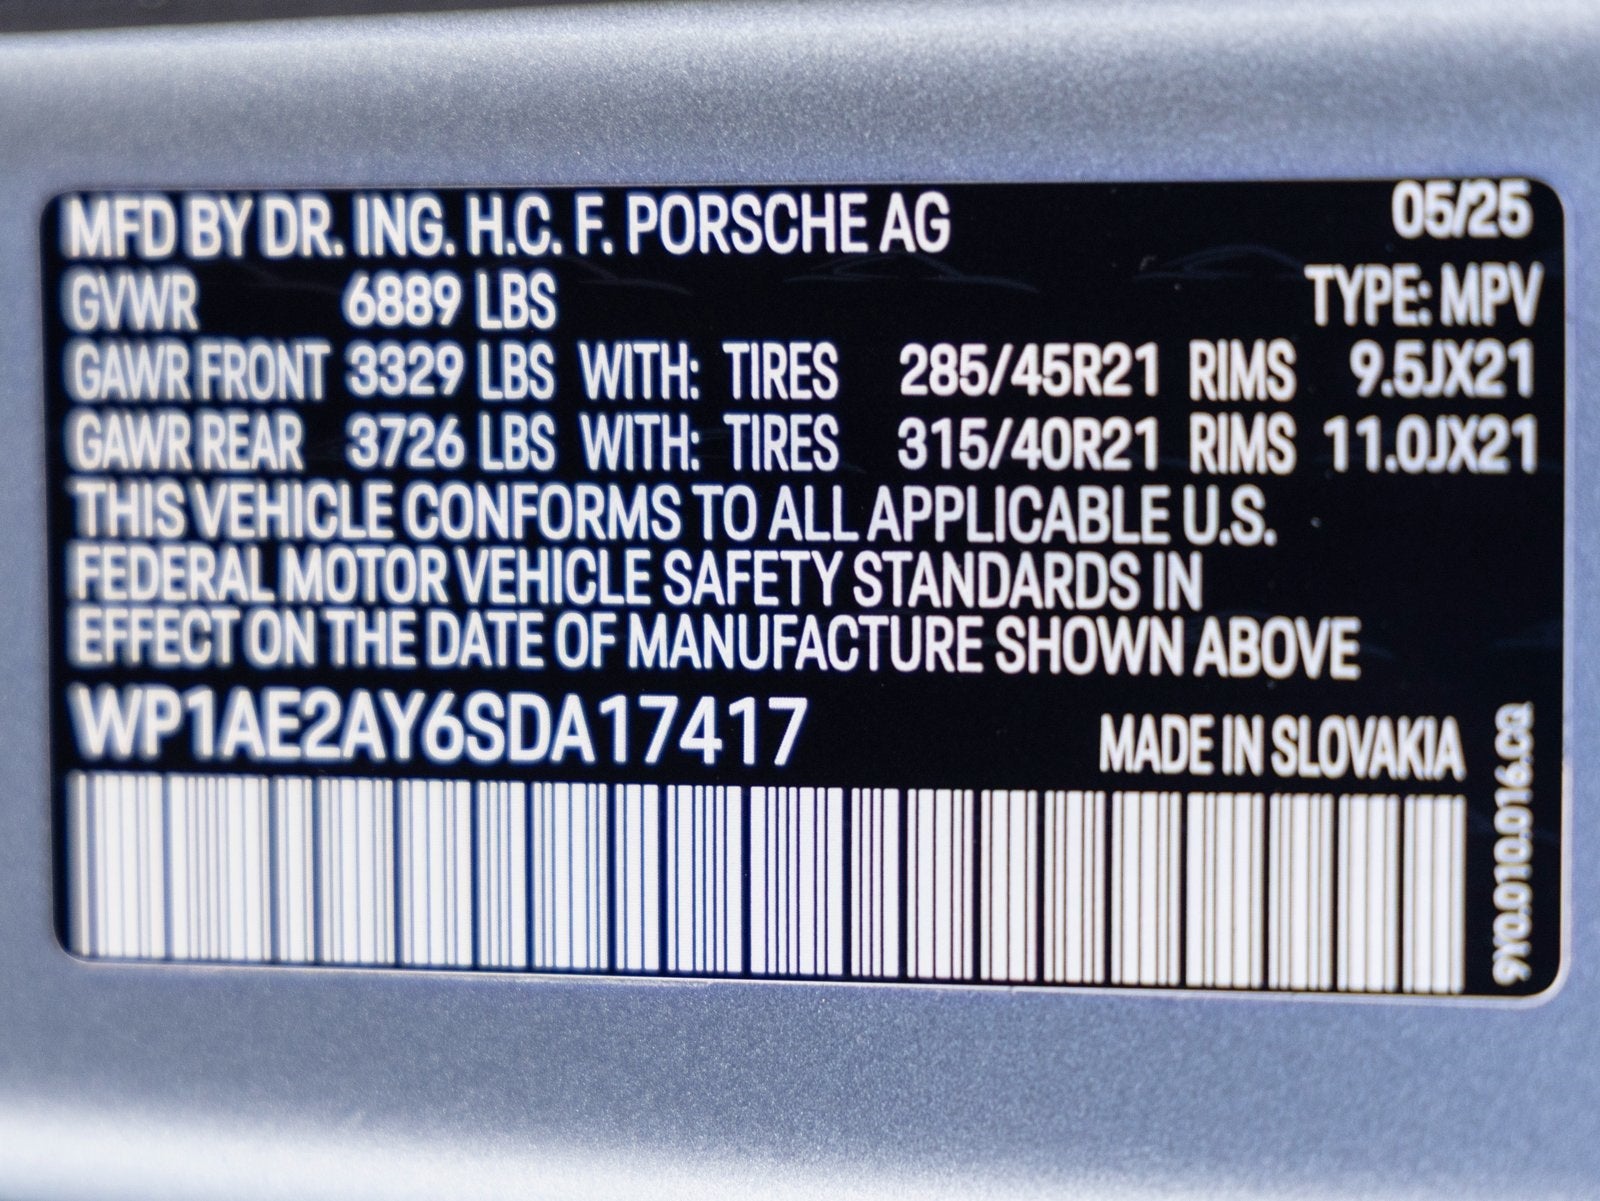 MFD BY DR. ING. H.C. F. PORSCHE AG 05/25
GVWR 6889 LBS TYPE: MPV
GAWR FRONT 3329 LBS WITH: TIRES 285/45R21 RIMS 9.5JX21
GAWR REAR 3726 LBS WITH: TIRES 315/40R21 RIMS 11.0JX21
THIS VEHICLE CONFORMS TO ALL APPLICABLE U.S.
FEDERAL MOTOR VEHICLE SAFETY STANDARDS IN
EFFECT ON THE DATE OF MANUFACTURE SHOWN ABOVE
WP1AE2AY6SDA17417 MADE IN SLOVAKIA